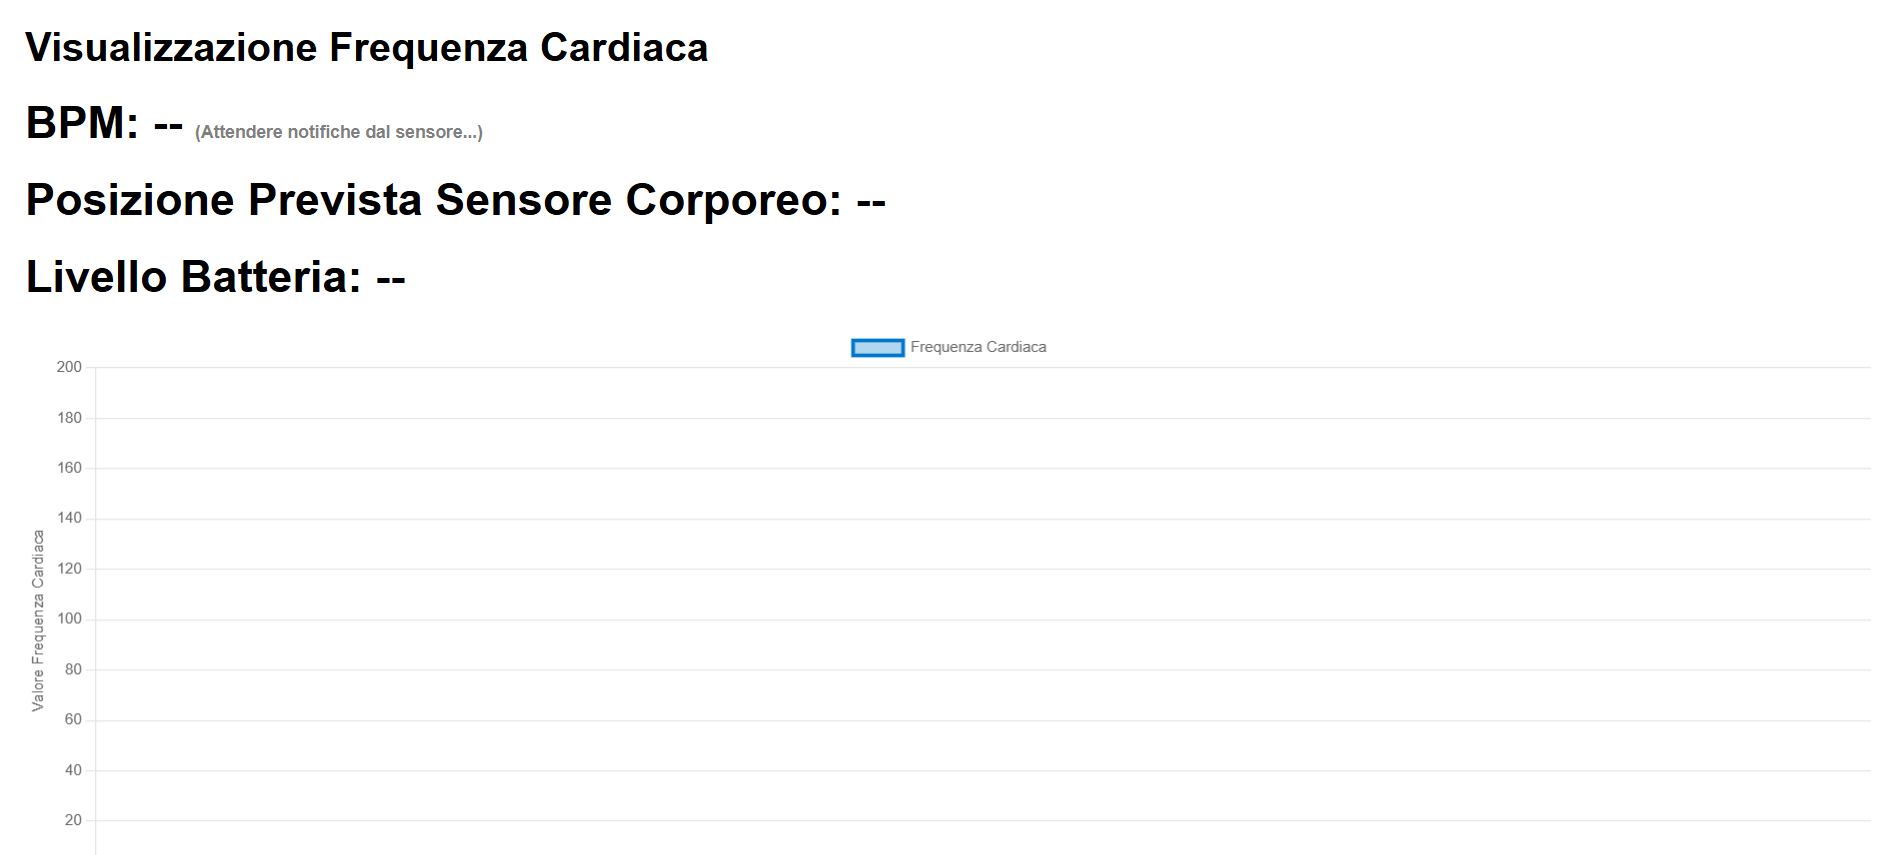 Visualizzazione Frequenza Cardiaca
BPM: -- (Attendere notifiche dal sensore...)
Posizione Prevista Sensore Corporeo: --
Livello Batteria: --
Frequenza Cardiaca
200
180
160
140
120
100
80
60
40
20
Valore Frequenza Cardiaca